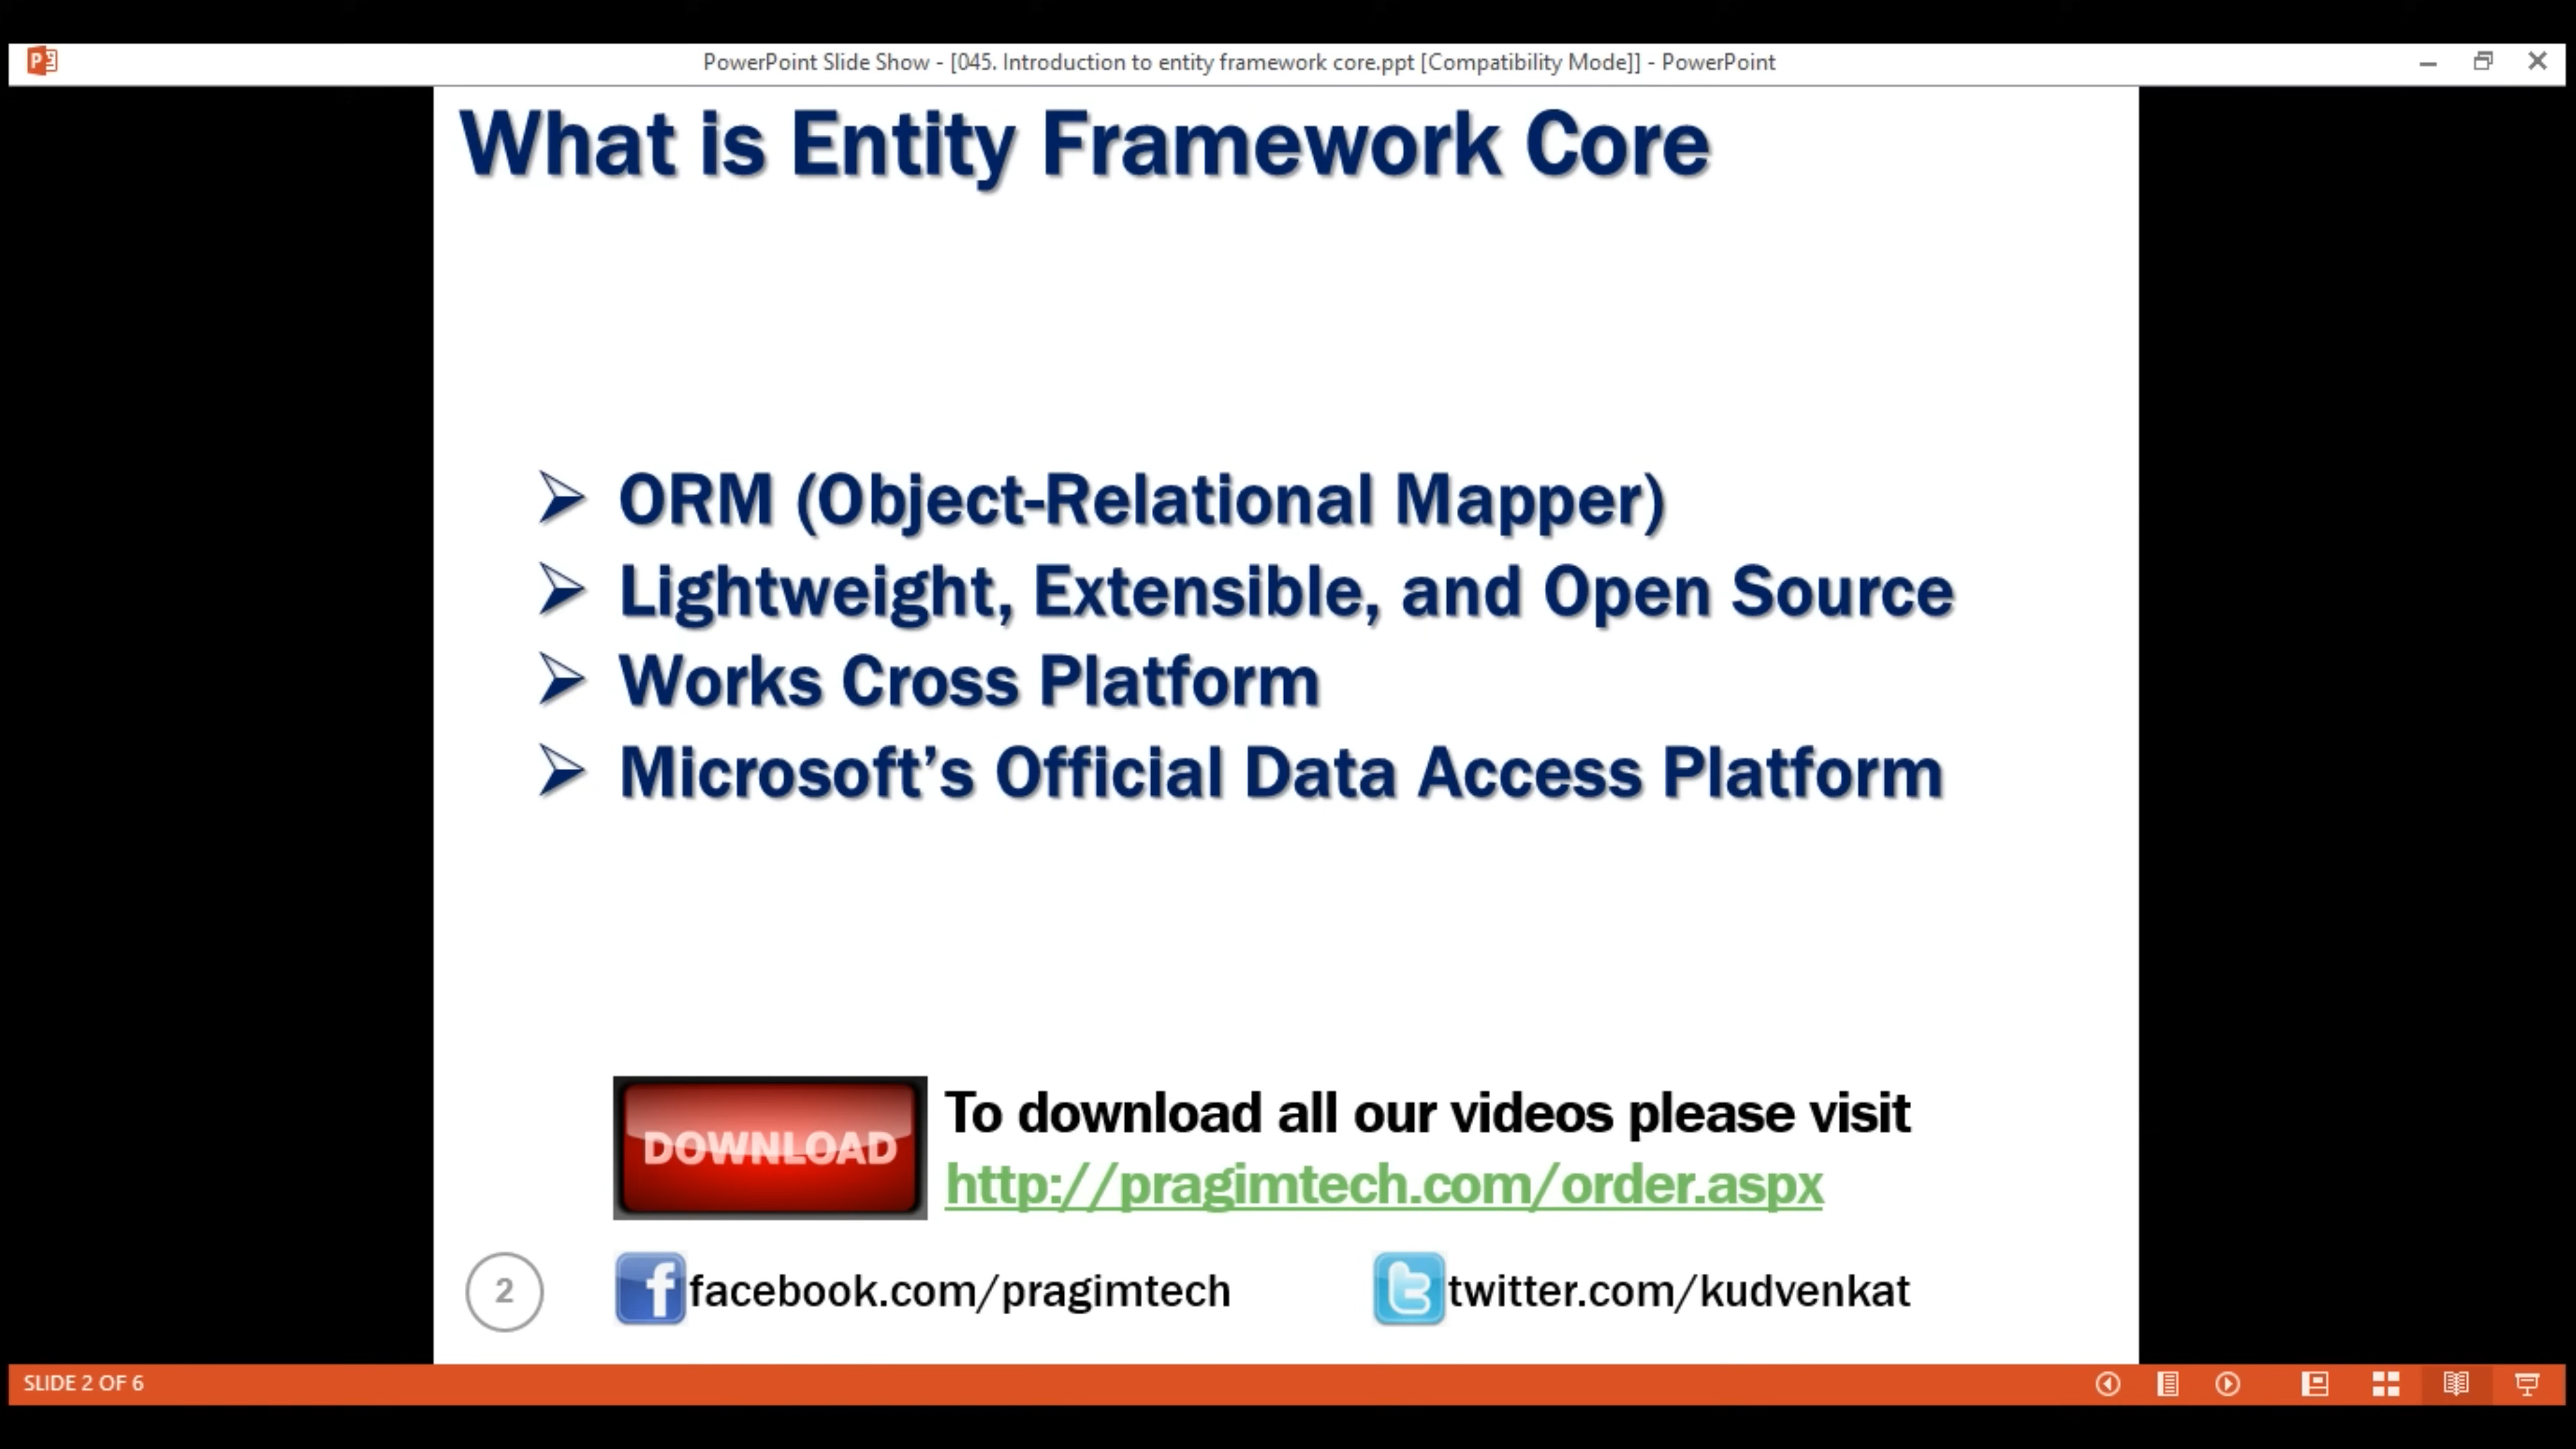 PowerPoint Slide Show - [045. Introduction to entity framework core.ppt [Compatibility Mode]] - PowerPoint
What is Entity Framework Core
ORM (Object-Relational Mapper)
Lightweight, Extensible, and Open Source
Works Cross Platform
Microsoft’s Official Data Access Platform
DOWNLOAD
To download all our videos please visit
http://pragimtech.com/order.aspx
2
facebook.com/pragimtech
twitter.com/kudvenkat
SLIDE 2 OF 6